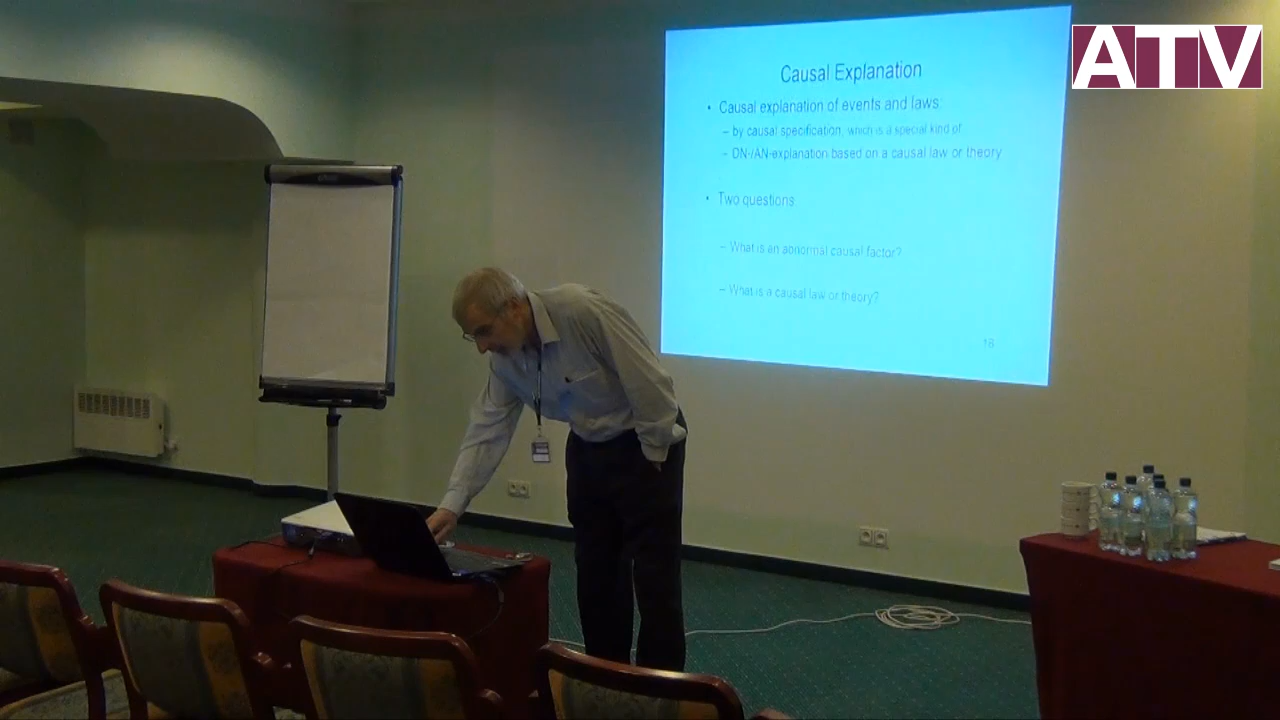 ATV
Causal Explanation
• Causal explanation of events and laws:
– by causal specification, which is a special kind of
– DN-/AN-explanation based on a causal law or theory
• Two questions
– What is an abnormal causal factor?
– What is a causal law or theory?
18